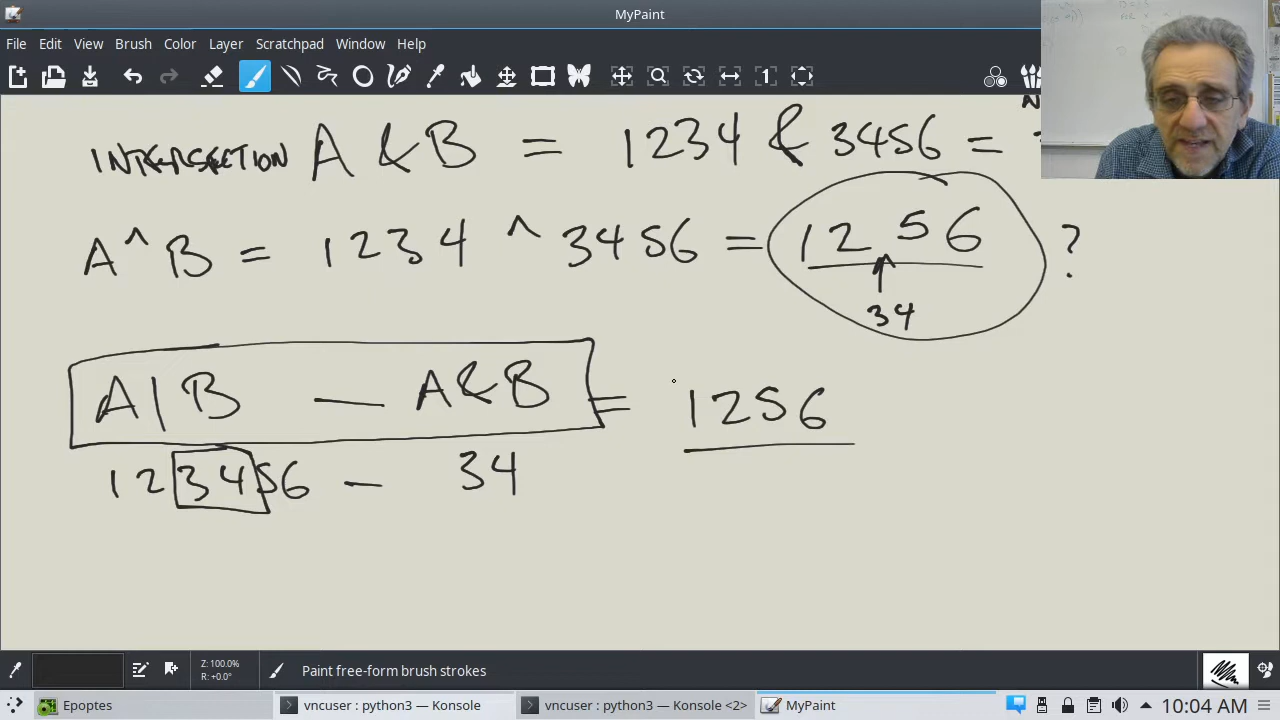 MyPaint
File Edit View Brush Color Layer Scratchpad Window Help
INTERSECTION A & B = 1234 & 3456 =
A ^ B = 1234 ^ 3456 = 1256 ?
34
A | B — A & B = 1256
123456 — 34
Z: 100.0%
R: +0.0°
Paint free-form brush strokes
Epoptes
vncuser : python3 — Konsole
vncuser : python3 — Konsole <2>
MyPaint
10:04 AM